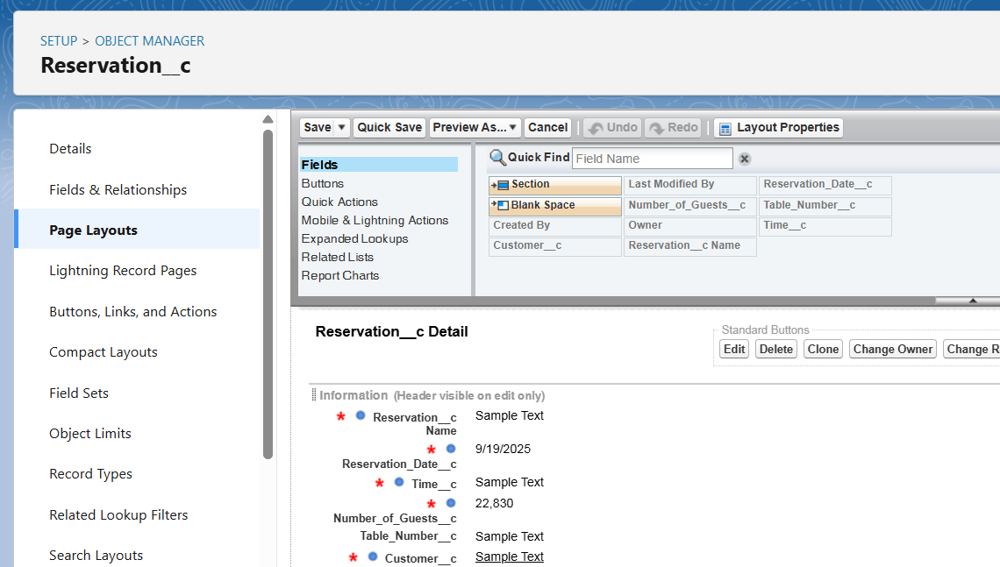 SETUP > OBJECT MANAGER
Reservation__c
Details
Fields & Relationships
Page Layouts
Lightning Record Pages
Buttons, Links, and Actions
Compact Layouts
Field Sets
Object Limits
Record Types
Related Lookup Filters
Search Layouts
Save Quick Save Preview As... Cancel Undo Redo Layout Properties
Fields
Buttons
Quick Actions
Mobile & Lightning Actions
Expanded Lookups
Related Lists
Report Charts
Quick Find Field Name
Section Last Modified By Reservation_Date__c
Blank Space Number_of_Guests__c Table_Number__c
Created By Owner Time__c
Customer__c Reservation__c Name
Reservation__c Detail
Standard Buttons
Edit Delete Clone Change Owner Change R
Information (Header visible on edit only)
* Reservation__c Name Sample Text
* Reservation_Date__c 9/19/2025
* Time__c Sample Text
* Number_of_Guests__c 22,830
Table_Number__c Sample Text
* Customer__c Sample Text